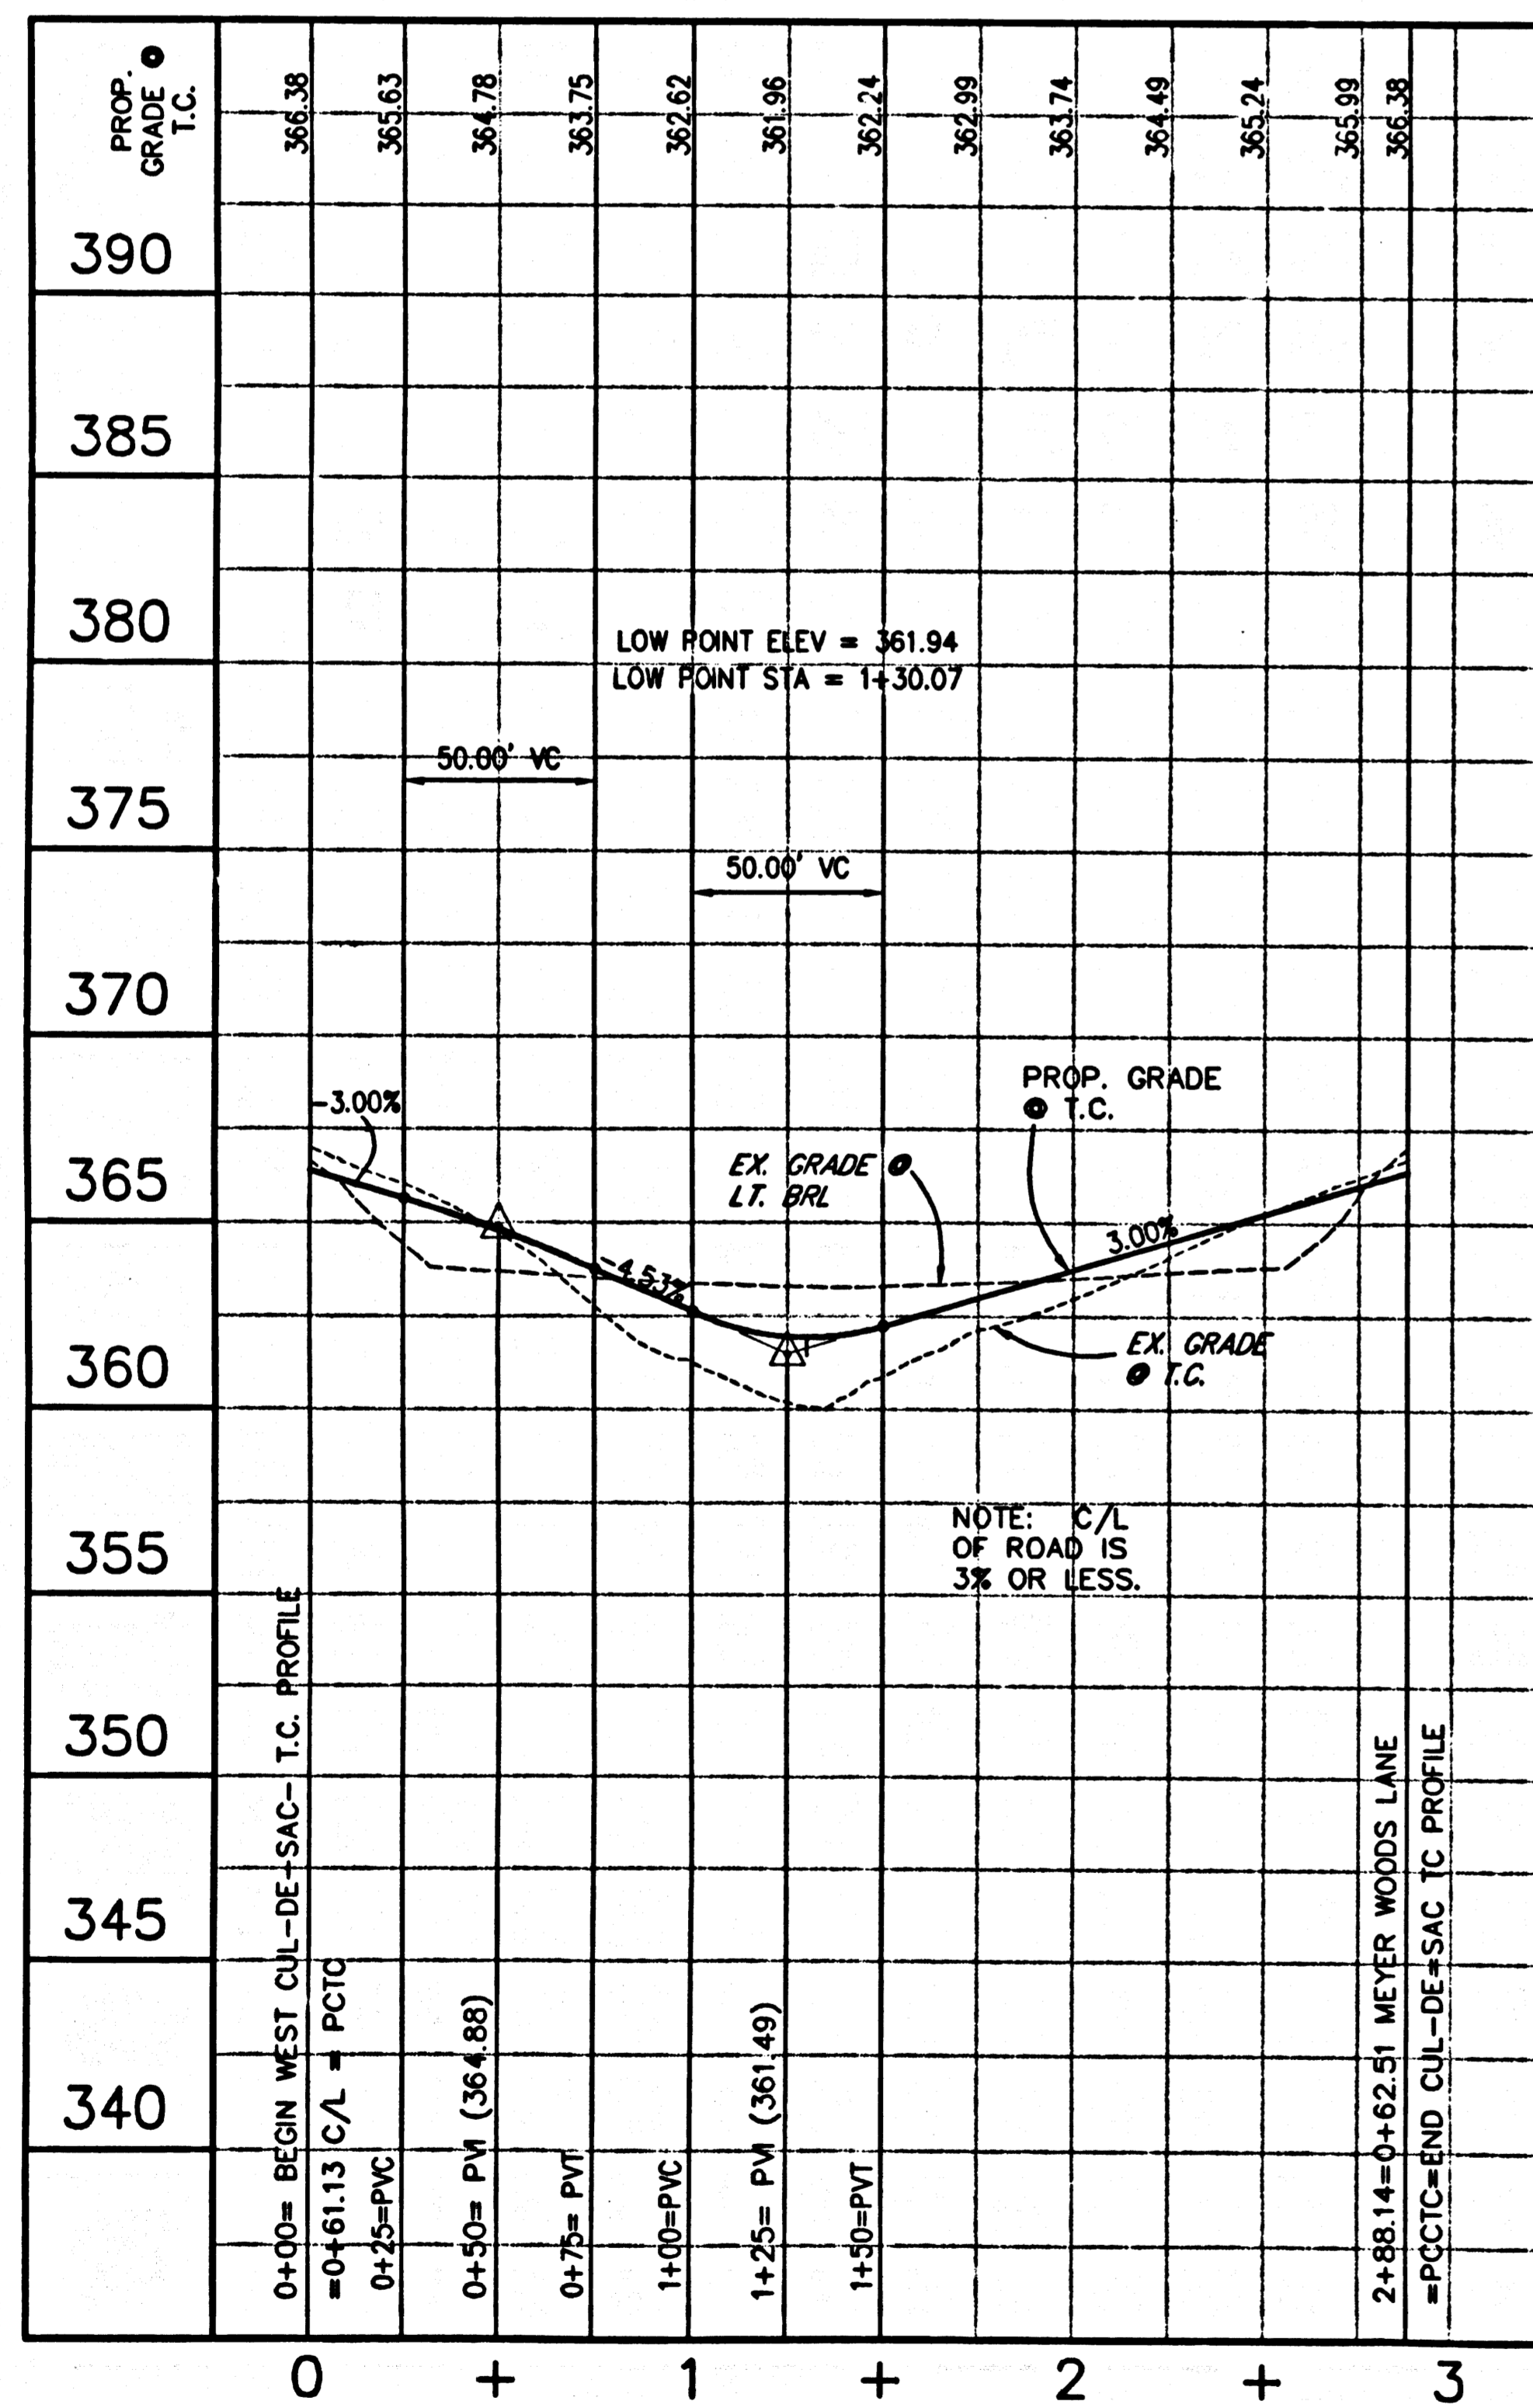 PROP.
GRADE @
T.C.
366.38
365.63
364.78
363.75
362.62
361.96
362.24
362.99
363.74
364.49
365.24
365.99
366.38
390
385
380
LOW POINT ELEV = 361.94
LOW POINT STA = 1+30.07
50.00' VC
375
50.00' VC
370
-3.00%
PROP. GRADE
@ T.C.
EX. GRADE @
LT. BRL
365
-4.53%
3.00%
EX. GRADE
@ T.C.
360
NOTE: C/L
OF ROAD IS
3% OR LESS.
355
350
345
340
0+00= BEGIN WEST CUL-DE-SAC- T.C. PROFILE
=0+61.13 C/L = PCTC
0+25=PVC
0+50= PVI (364.88)
0+75= PVT
1+00=PVC
1+25= PVI (361.49)
1+50=PVT
2+88.14=0+62.51 MEYER WOODS LANE
=PCCTC=END CUL-DE=SAC TC PROFILE
0 + 1 + 2 + 3